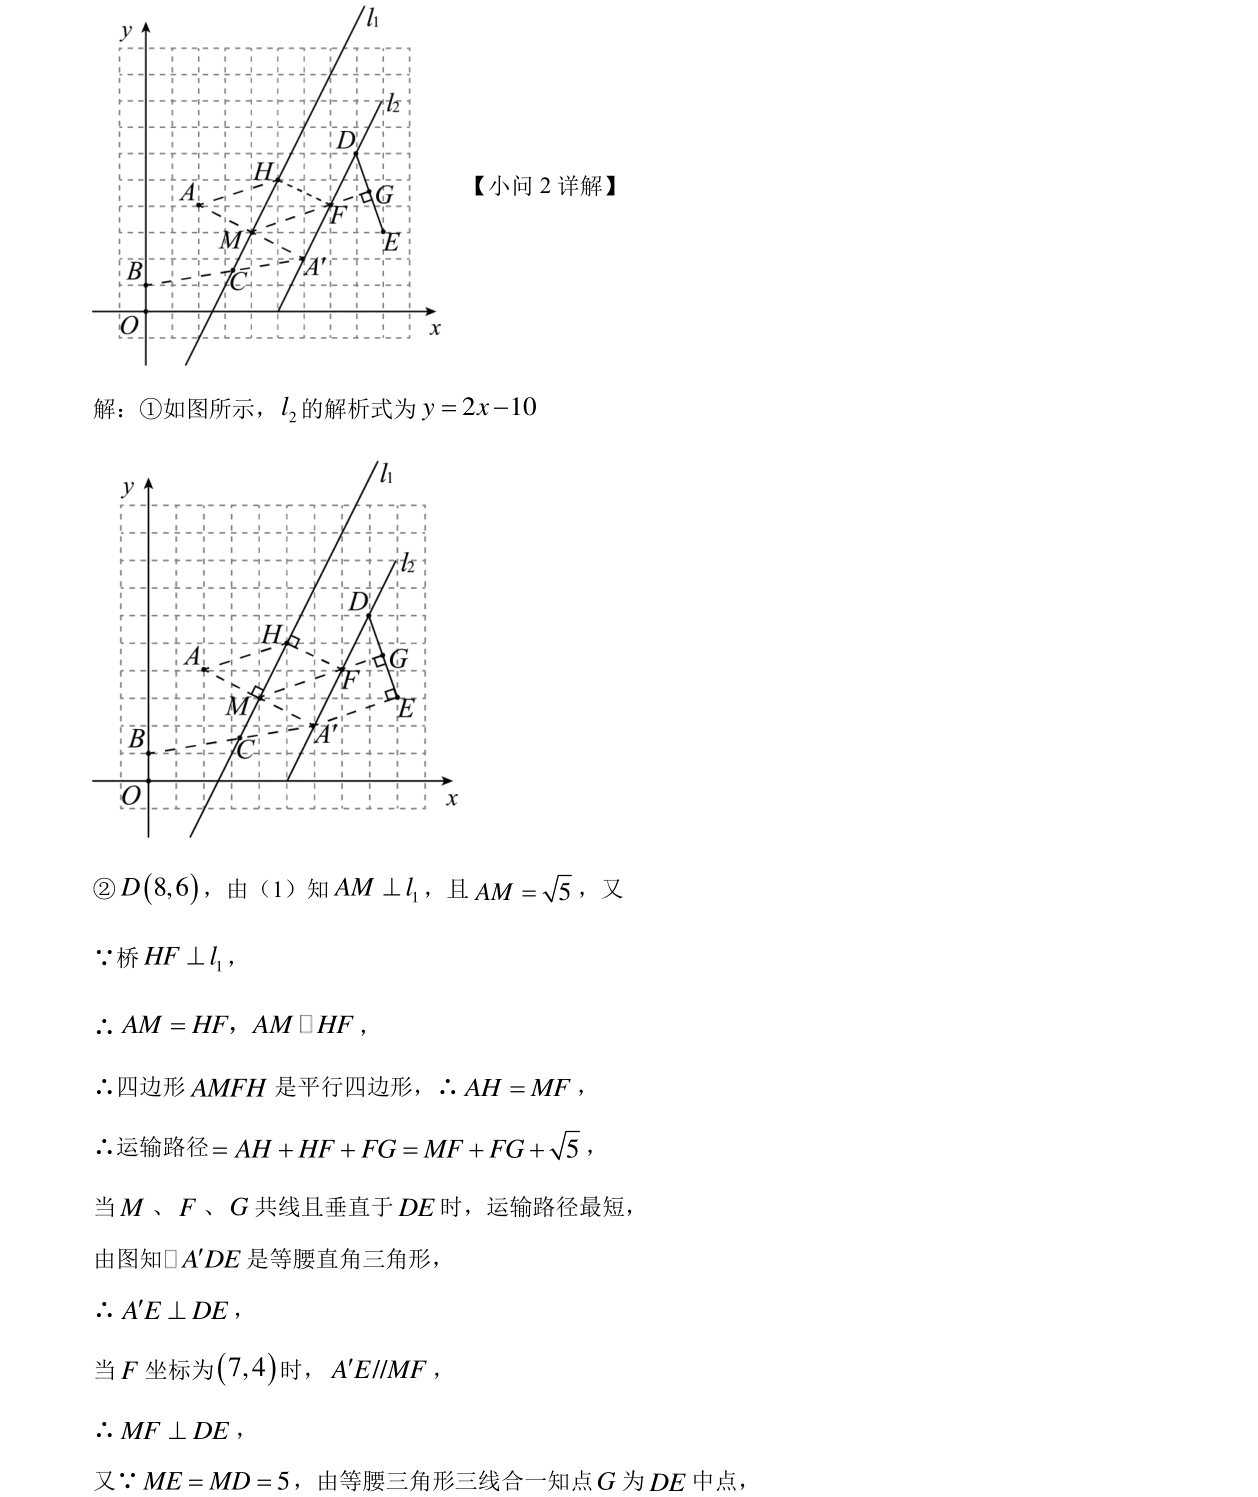 y
l₁
l₂
D
H
A
G
F
M
E
B
A′
C
O
x
【小问 2 详解】
解：①如图所示，l₂的解析式为 y = 2x−10
y
l₁
l₂
D
H
A
G
F
M
E
B
A′
C
O
x
②D(8,6)，由（1）知 AM ⊥ l₁，且 AM = √5，又
∵桥 HF ⊥ l₁，
∴ AM = HF，AM □ HF，
∴四边形 AMFH 是平行四边形，∴ AH = MF，
∴运输路径 = AH + HF + FG = MF + FG + √5，
当 M 、 F 、 G 共线且垂直于 DE 时，运输路径最短，
由图知□ A′DE 是等腰直角三角形，
∴ A′E ⊥ DE，
当 F 坐标为(7,4)时， A′E//MF，
∴ MF ⊥ DE，
又∵ ME = MD = 5，由等腰三角形三线合一知点 G 为 DE 中点，